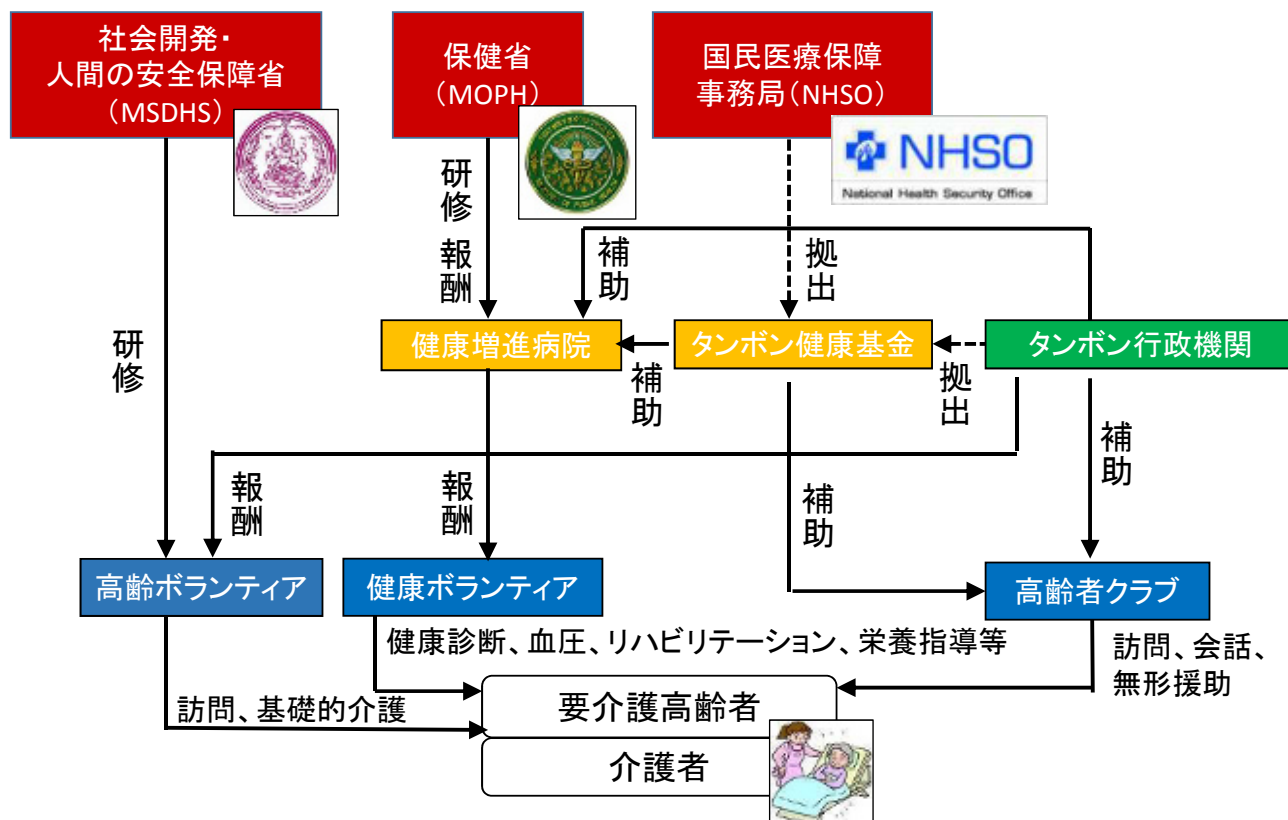 社会開発・
人間の安全保障省
（MSDHS）
保健省
（MOPH）
国民医療保障
事務局（NHSO）
NHSO
National Health Security Office
研修
報酬
補助
拠出
健康増進病院
タンボン健康基金
タンボン行政機関
研修
補助
拠出
報酬
報酬
補助
補助
高齢ボランティア
健康ボランティア
高齢者クラブ
健康診断、血圧、リハビリテーション、栄養指導等
訪問、会話、
無形援助
訪問、基礎的介護
要介護高齢者
介護者